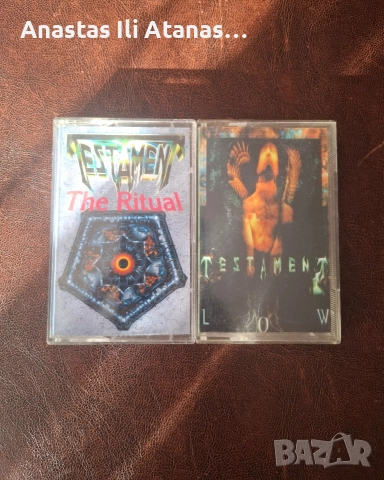 Anastas Ili Atanas...
TESTAMENT
The Ritual
TESTAMENT
LOW
BAZAR